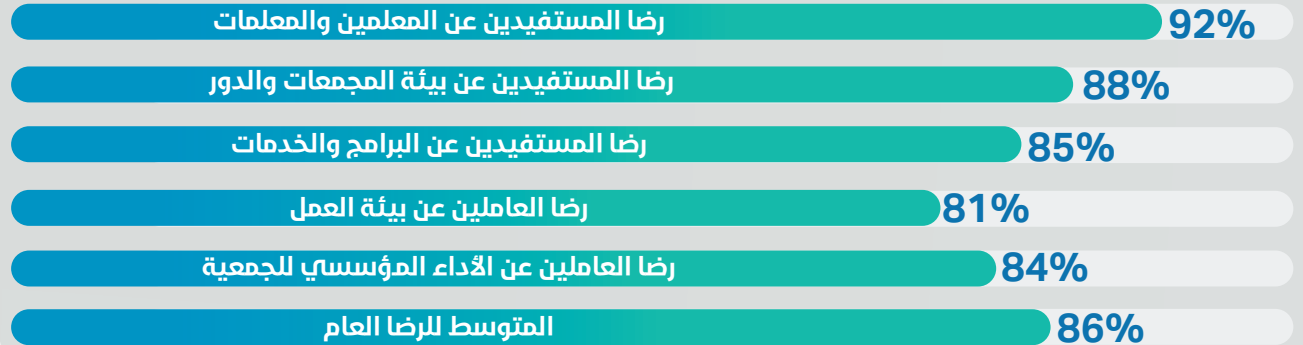 رضا المستفيدين عن المعلمين والمعلمات 92%
رضا المستفيدين عن بيئة المجمعات والدور 88%
رضا المستفيدين عن البرامج والخدمات 85%
رضا العاملين عن بيئة العمل 81%
رضا العاملين عن الأداء المؤسسي للجمعية 84%
المتوسط للرضا العام 86%